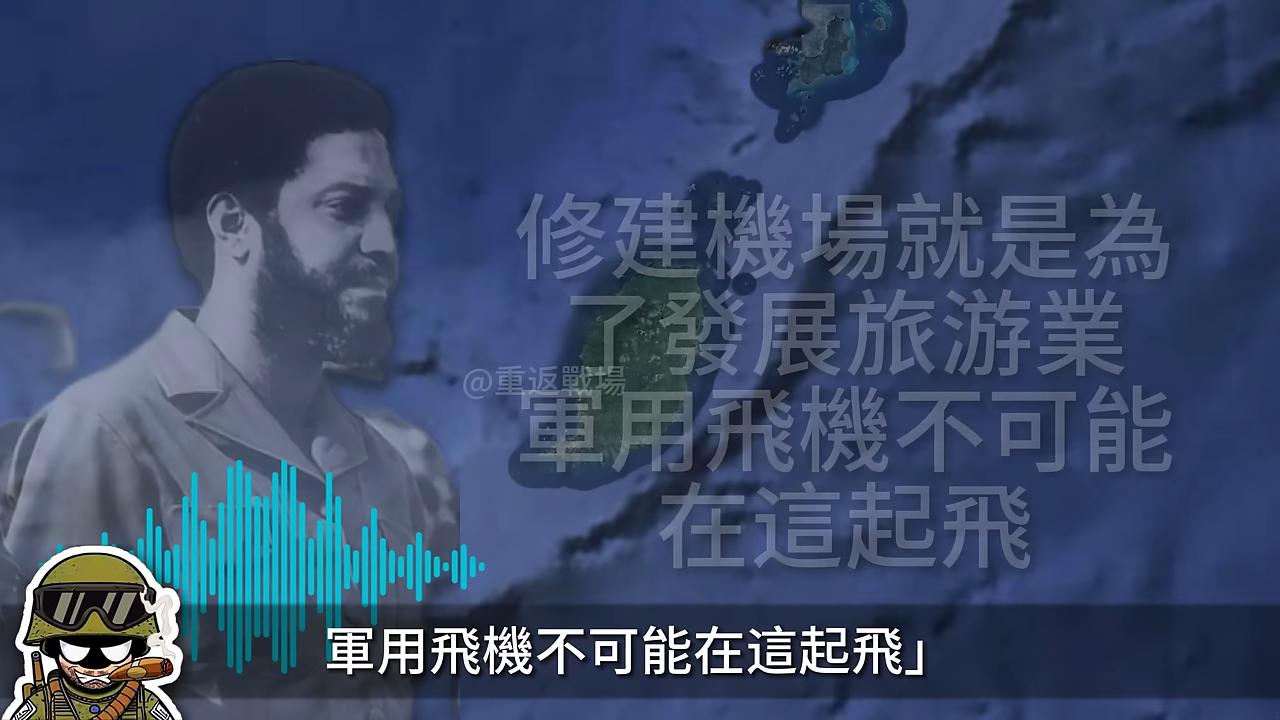 修建機場就是為
了發展旅游業
@重返戰場
軍用飛機不可能
在這起飛
軍用飛機不可能在這起飛」